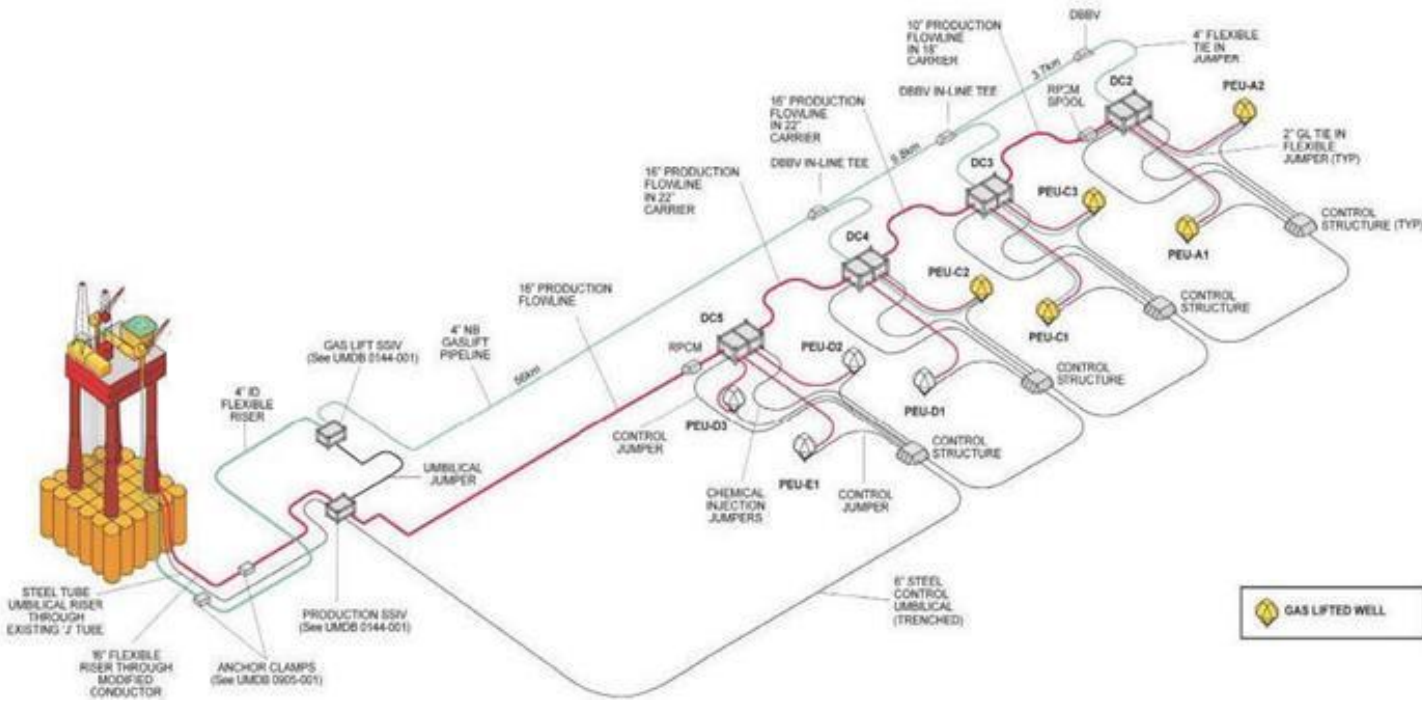 DBBV
10" PRODUCTION
FLOWLINE
IN 18"
CARRIER
4" FLEXIBLE
TIE IN
JUMPER
3.7km
DC2
PEU-A2
DBBV IN-LINE TEE
RPCM
SPOOL
16" PRODUCTION
FLOWLINE
IN 22"
CARRIER
2" GL TIE IN
FLEXIBLE
JUMPER (TYP)
9.8km
DBBV IN-LINE TEE
DC3
16" PRODUCTION
FLOWLINE
IN 22"
CARRIER
PEU-C3
CONTROL
STRUCTURE (TYP)
PEU-A1
DC4
PEU-C2
16" PRODUCTION
FLOWLINE
CONTROL
STRUCTURE
PEU-C1
DC5
GAS LIFT SSIV
(See UMDB 0144-001)
4" NB
GASLIFT
PIPELINE
RPCM
PEU-D2
56km
CONTROL
STRUCTURE
4" ID
FLEXIBLE
RISER
PEU-D1
CONTROL
JUMPER
PEU-D3
CONTROL
STRUCTURE
UMBILICAL
JUMPER
PEU-E1
CHEMICAL
INJECTION
JUMPERS
CONTROL
JUMPER
STEEL TUBE
UMBILICAL RISER
THROUGH
EXISTING 'J' TUBE
PRODUCTION SSIV
(See UMDB 0144-001)
6" STEEL
CONTROL
UMBILICAL
(TRENCHED)
16" FLEXIBLE
RISER THROUGH
MODIFIED
CONDUCTOR
ANCHOR CLAMPS
(See UMDB 0905-001)
GAS LIFTED WELL